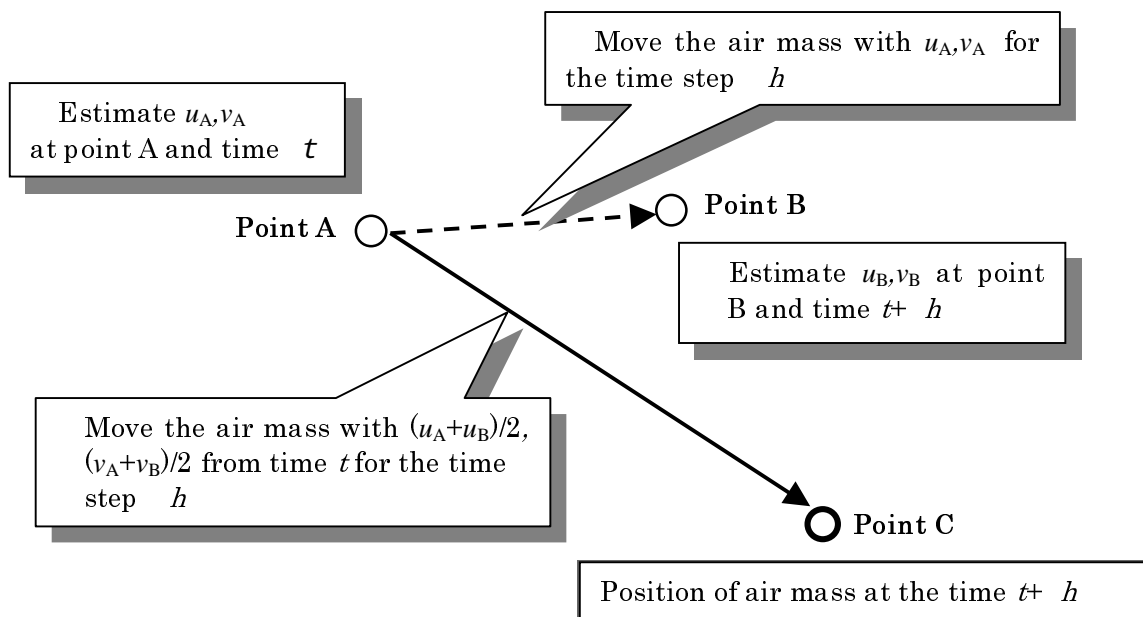 Move the air mass with uA,vA for
the time step h
Estimate uA,vA
at point A and time t
Point A
Point B
Estimate uB,vB at point
B and time t+ h
Move the air mass with (uA+uB)/2,
(vA+vB)/2 from time t for the time
step h
Point C
Position of air mass at the time t+ h